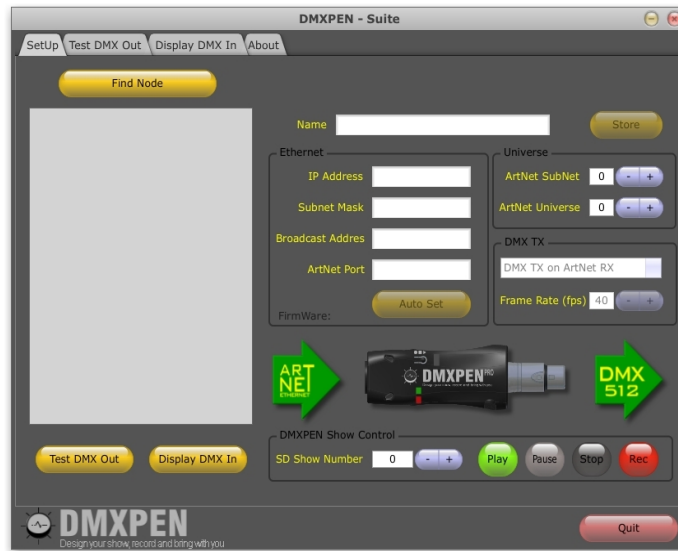 DMXPEN - Suite
SetUp Test DMX Out Display DMX In About
Find Node
Name Store
Ethernet
IP Address
Subnet Mask
Broadcast Addres
ArtNet Port
Auto Set
FirmWare:
Universe
ArtNet SubNet 0 - +
ArtNet Universe 0 - +
DMX TX
DMX TX on ArtNet RX
Frame Rate (fps) 40 - +
ART
NET
ETHERNET
DMXPEN PRO
DMX
512
Test DMX Out Display DMX In
DMXPEN Show Control
SD Show Number 0 - + Play Pause Stop Rec
DMXPEN
Design your show, record and bring with you
Quit